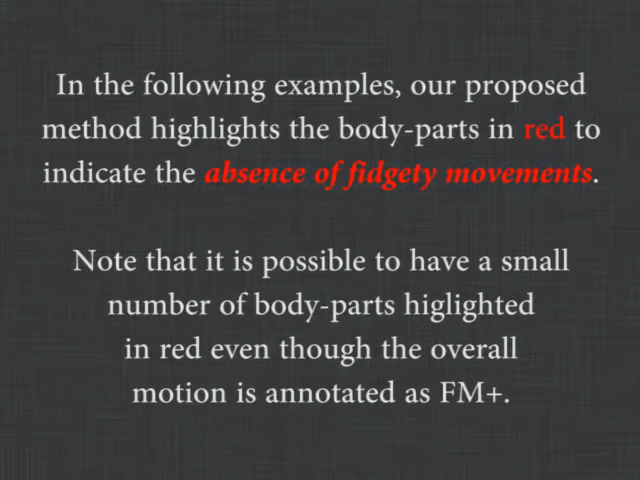 In the following examples, our proposed
method highlights the body-parts in red to
indicate the absence of fidgety movements.
Note that it is possible to have a small
number of body-parts higlighted
in red even though the overall
motion is annotated as FM+.